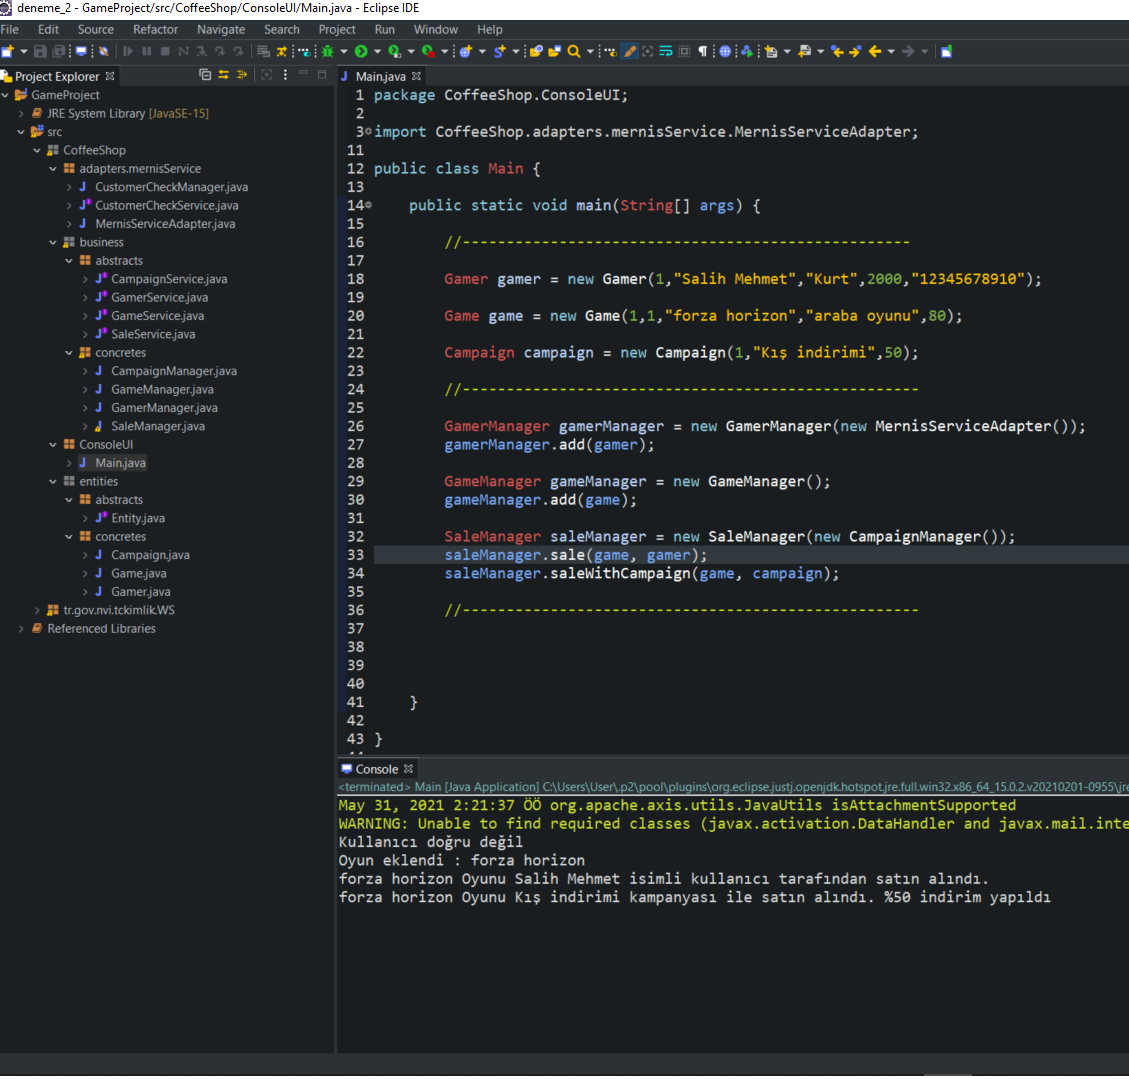 deneme_2 - GameProject/src/CoffeeShop/ConsoleUI/Main.java - Eclipse IDE
File Edit Source Refactor Navigate Search Project Run Window Help
Project Explorer
GameProject
JRE System Library [JavaSE-15]
src
CoffeeShop
adapters.mernisService
CustomerCheckManager.java
CustomerCheckService.java
MernisServiceAdapter.java
business
abstracts
CampaignService.java
GamerService.java
GameService.java
SaleService.java
concretes
CampaignManager.java
GameManager.java
GamerManager.java
SaleManager.java
ConsoleUI
Main.java
entities
abstracts
Entity.java
concretes
Campaign.java
Game.java
Gamer.java
tr.gov.nvi.tckimlik.WS
Referenced Libraries
Main.java
1 package CoffeeShop.ConsoleUI;
2
3 import CoffeeShop.adapters.mernisService.MernisServiceAdapter;
11
12 public class Main {
13
14 public static void main(String[] args) {
15
16 //---------------------------------------------------
17
18 Gamer gamer = new Gamer(1,"Salih Mehmet","Kurt",2000,"12345678910");
19
20 Game game = new Game(1,1,"forza horizon","araba oyunu",80);
21
22 Campaign campaign = new Campaign(1,"Kış indirimi",50);
23
24 //----------------------------------------------------
25
26 GamerManager gamerManager = new GamerManager(new MernisServiceAdapter());
27 gamerManager.add(gamer);
28
29 GameManager gameManager = new GameManager();
30 gameManager.add(game);
31
32 SaleManager saleManager = new SaleManager(new CampaignManager());
33 saleManager.sale(game, gamer);
34 saleManager.saleWithCampaign(game, campaign);
35
36 //----------------------------------------------------
37
38
39
40
41 }
42
43 }
Console
<terminated> Main [Java Application] C:\Users\User\.p2\pool\plugins\org.eclipse.justj.openjdk.hotspot.jre.full.win32.x86_64_15.0.2.v20210201-0955\jre
May 31, 2021 2:21:37 ÖÖ org.apache.axis.utils.JavaUtils isAttachmentSupported
WARNING: Unable to find required classes (javax.activation.DataHandler and javax.mail.inte
Kullanıcı doğru değil
Oyun eklendi : forza horizon
forza horizon Oyunu Salih Mehmet isimli kullanıcı tarafından satın alındı.
forza horizon Oyunu Kış indirimi kampanyası ile satın alındı. %50 indirim yapıldı